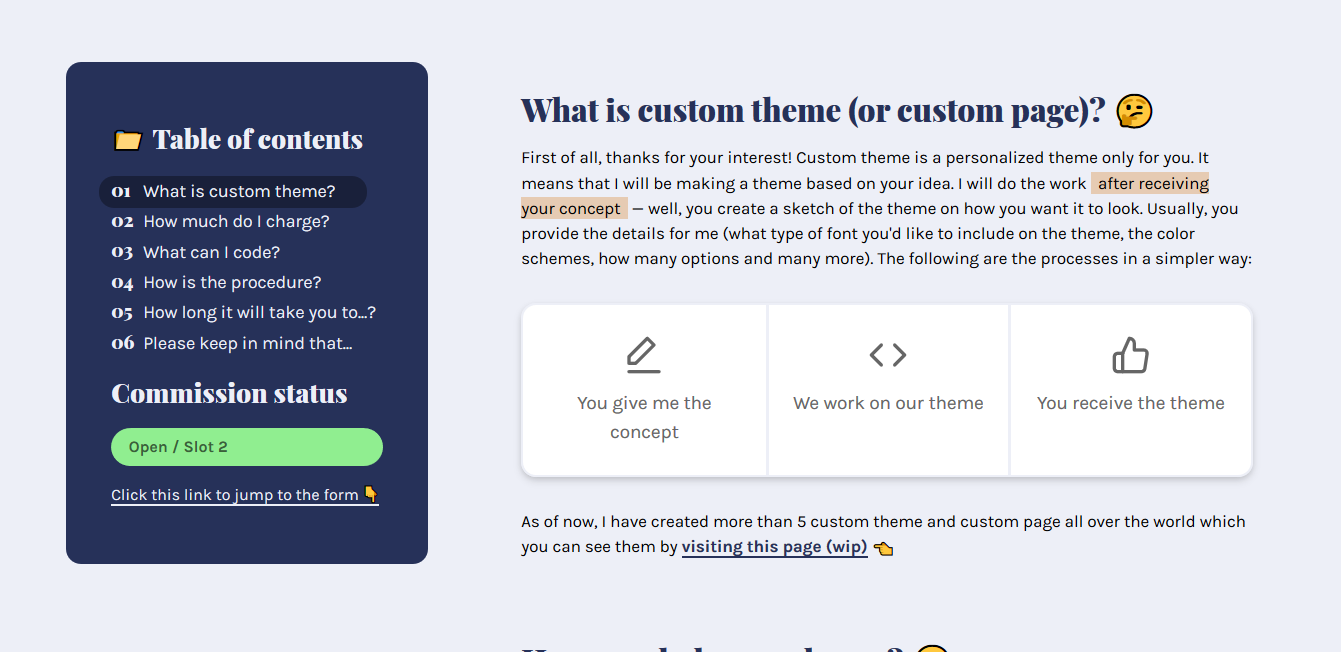 📁 Table of contents
01 What is custom theme?
02 How much do I charge?
03 What can I code?
04 How is the procedure?
05 How long it will take you to...?
06 Please keep in mind that...
Commission status
Open / Slot 2
Click this link to jump to the form 👇
What is custom theme (or custom page)? 🤔
First of all, thanks for your interest! Custom theme is a personalized theme only for you. It
means that I will be making a theme based on your idea. I will do the work after receiving
your concept — well, you create a sketch of the theme on how you want it to look. Usually, you
provide the details for me (what type of font you'd like to include on the theme, the color
schemes, how many options and many more). The following are the processes in a simpler way:
You give me the
concept
We work on our theme
You receive the theme
As of now, I have created more than 5 custom theme and custom page all over the world which
you can see them by visiting this page (wip) 👈